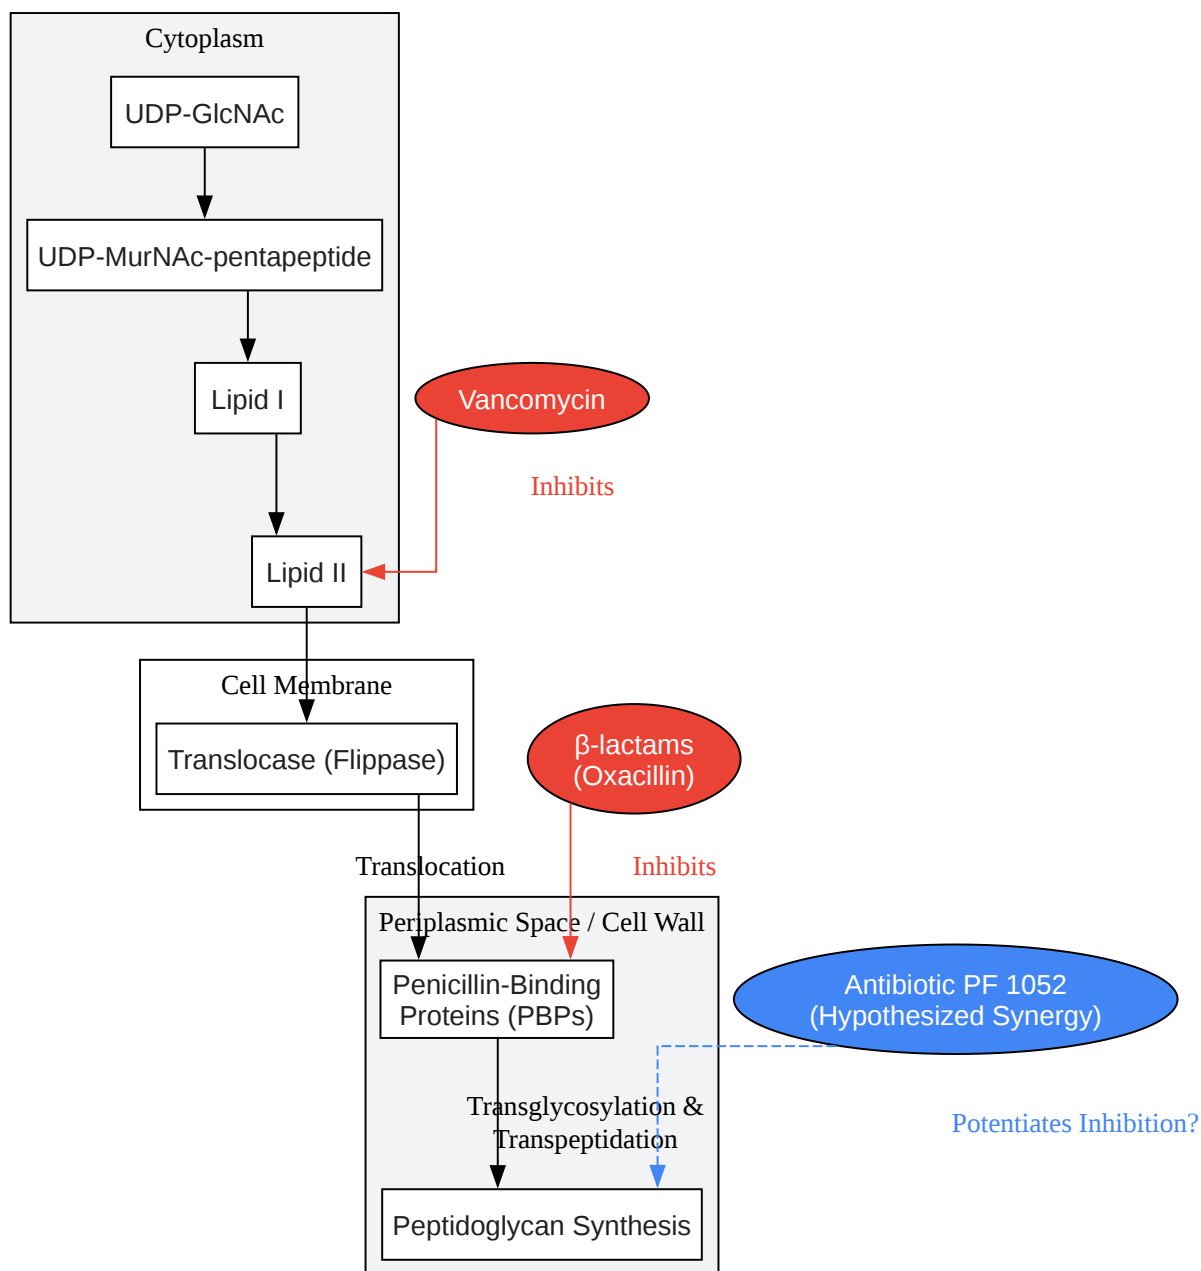 Cytoplasm
UDP-GlcNAc
UDP-MurNAc-pentapeptide
Lipid I
Vancomycin
Inhibits
Lipid II
Cell Membrane
Translocase (Flippase)
β-lactams
(Oxacillin)
Translocation
Inhibits
Periplasmic Space / Cell Wall
Penicillin-Binding
Proteins (PBPs)
Antibiotic PF 1052
(Hypothesized Synergy)
Transglycosylation &
Transpeptidation
Potentiates Inhibition?
Peptidoglycan Synthesis